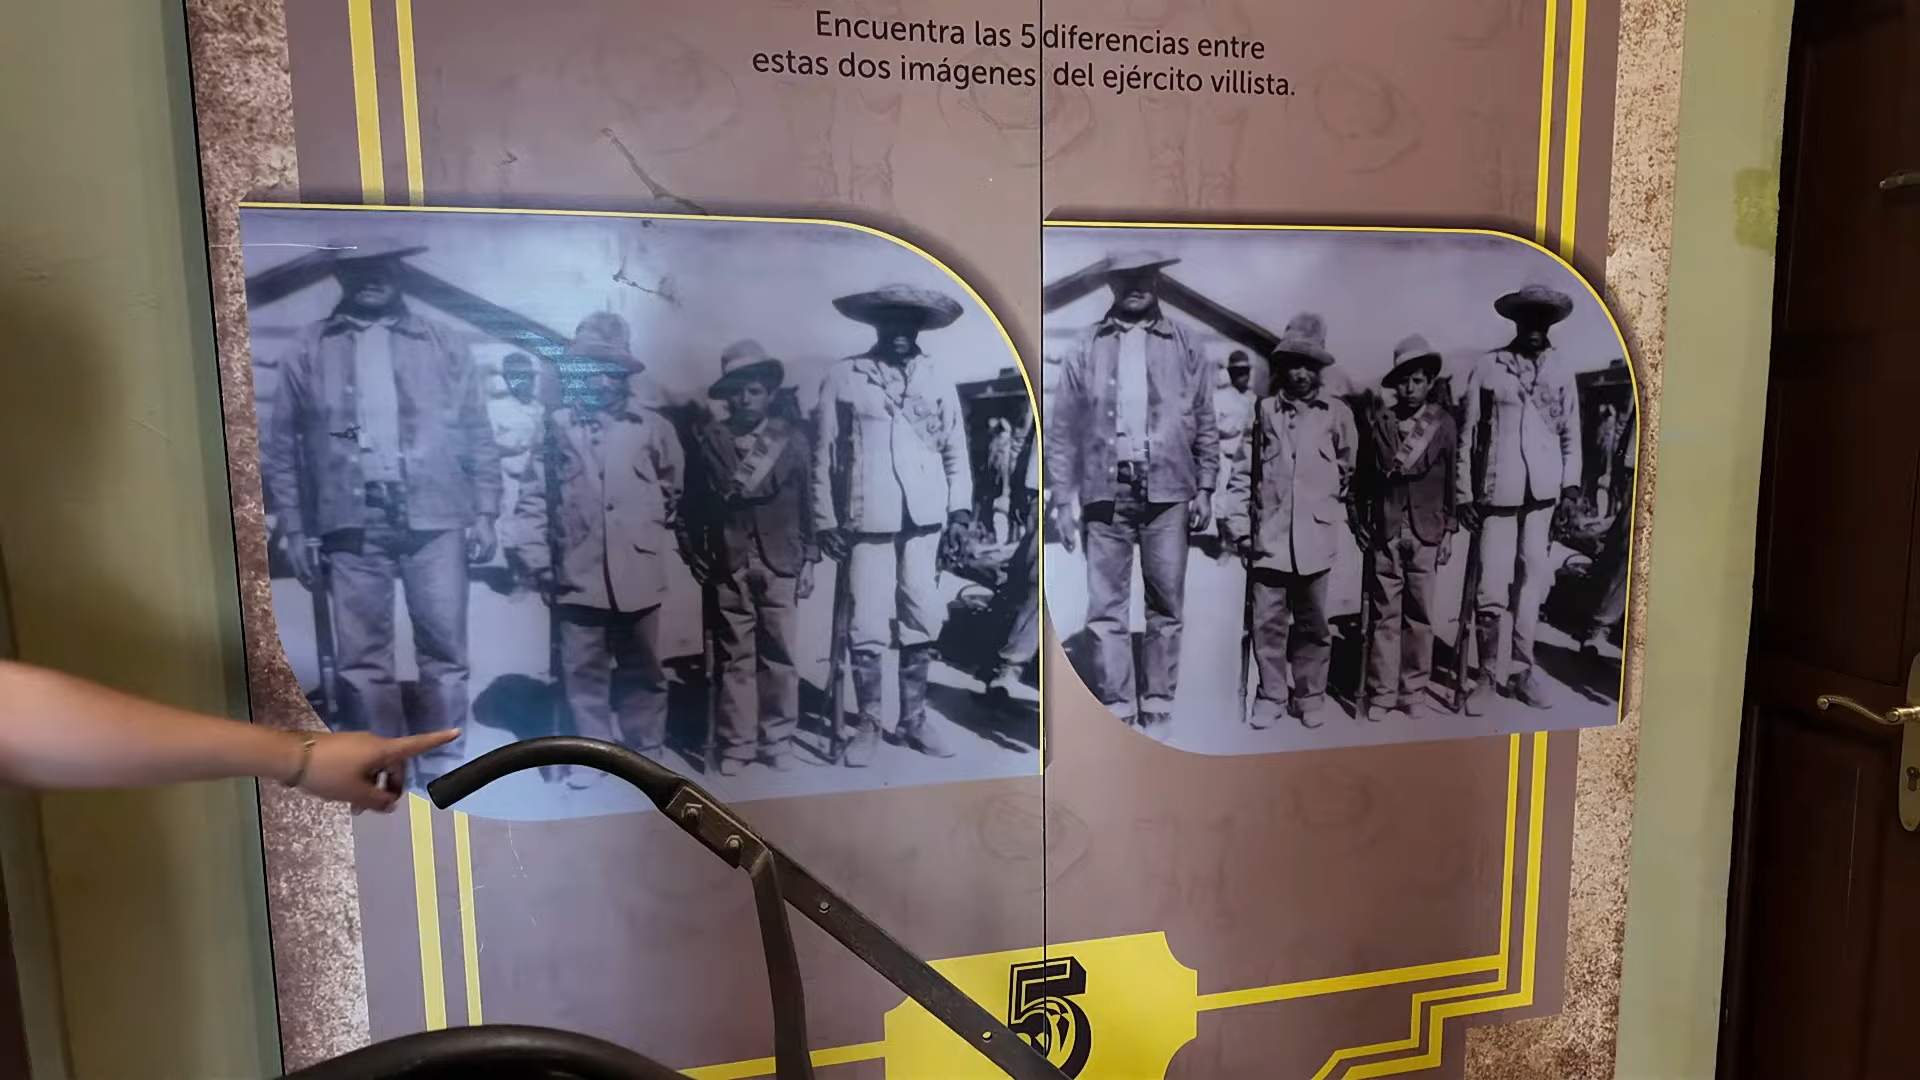 Encuentra las 5 diferencias entre
estas dos imágenes del ejército villista.
5